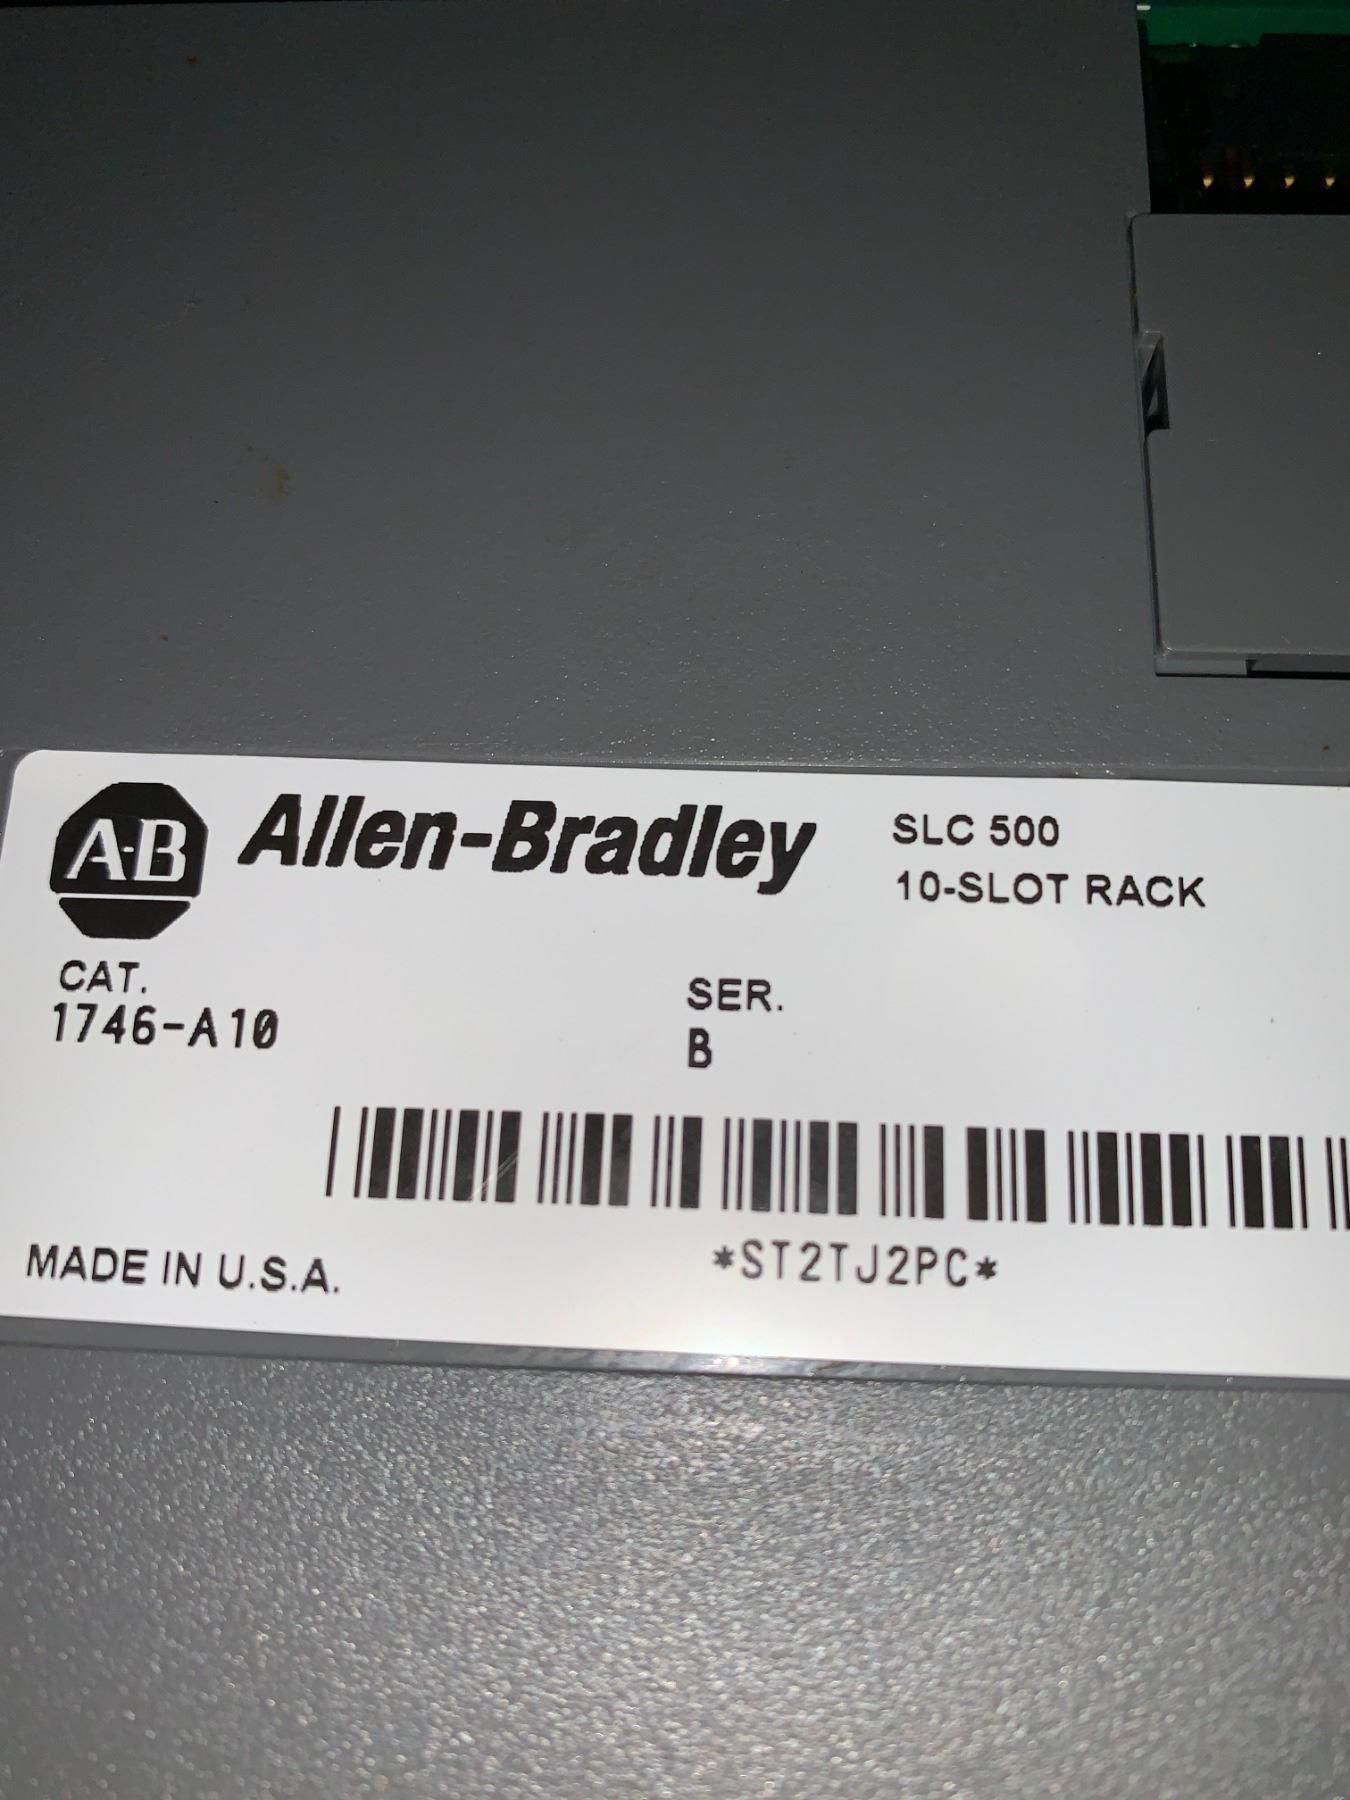 A-B Allen-Bradley
SLC 500
10-SLOT RACK
CAT.
1746-A10
SER.
B
*ST2TJ2PC*
MADE IN U.S.A.